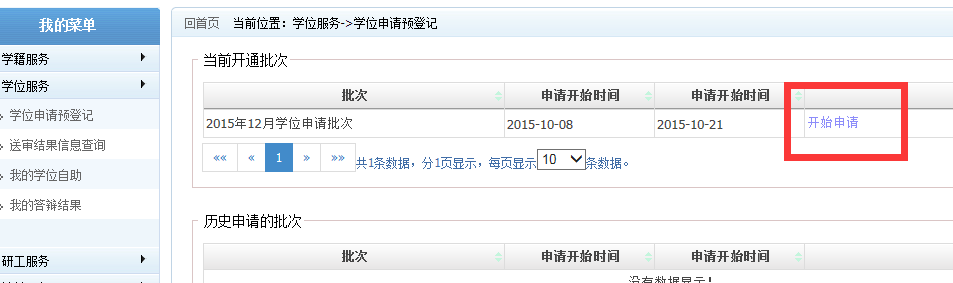 我的菜单
学籍服务
学位服务
学位申请预登记
送审结果信息查询
我的学位自助
我的答辩结果
研工服务
回首页 当前位置：学位服务->学位申请预登记
当前开通批次
批次 申请开始时间 申请开始时间
2015年12月学位申请批次 2015-10-08 2015-10-21 开始申请
«« « 1 » »» 共1条数据，分1页显示，每页显示 10 条数据。
历史申请的批次
批次 申请开始时间 申请开始时间
没有数据显示!